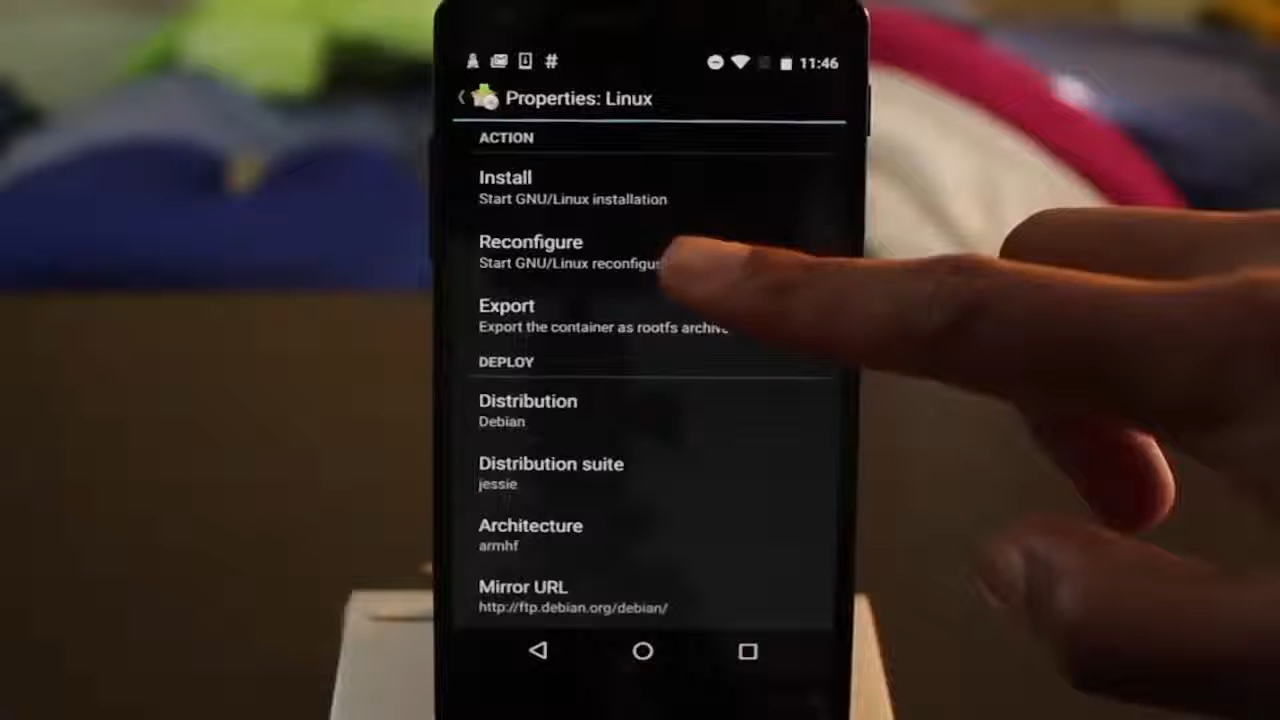 # 11:46
Properties: Linux
ACTION
Install
Start GNU/Linux installation
Reconfigure
Start GNU/Linux reconfigu
Export
Export the container as rootfs archive
DEPLOY
Distribution
Debian
Distribution suite
jessie
Architecture
armhf
Mirror URL
http://ftp.debian.org/debian/